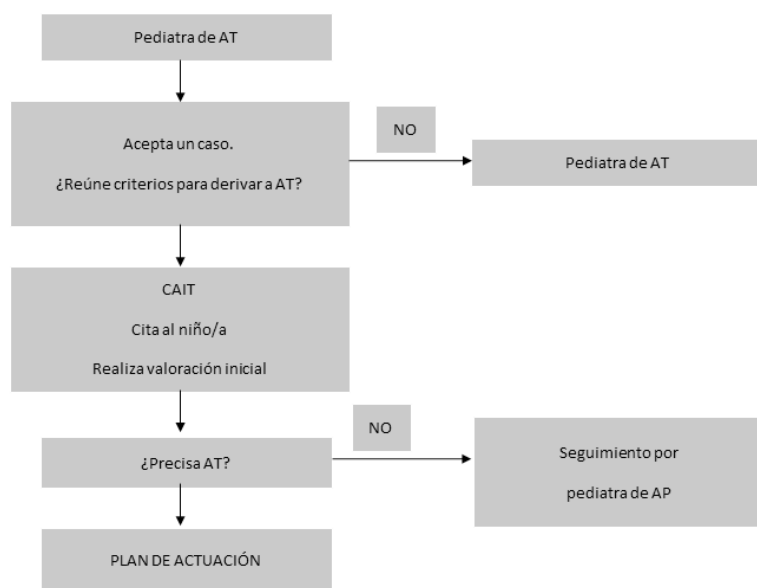 Pediatra de AT
Acepta un caso.
¿Reúne criterios para derivar a AT?
NO
Pediatra de AT
CAIT
Cita al niño/a
Realiza valoración inicial
¿Precisa AT?
NO
Seguimiento por
pediatra de AP
PLAN DE ACTUACIÓN